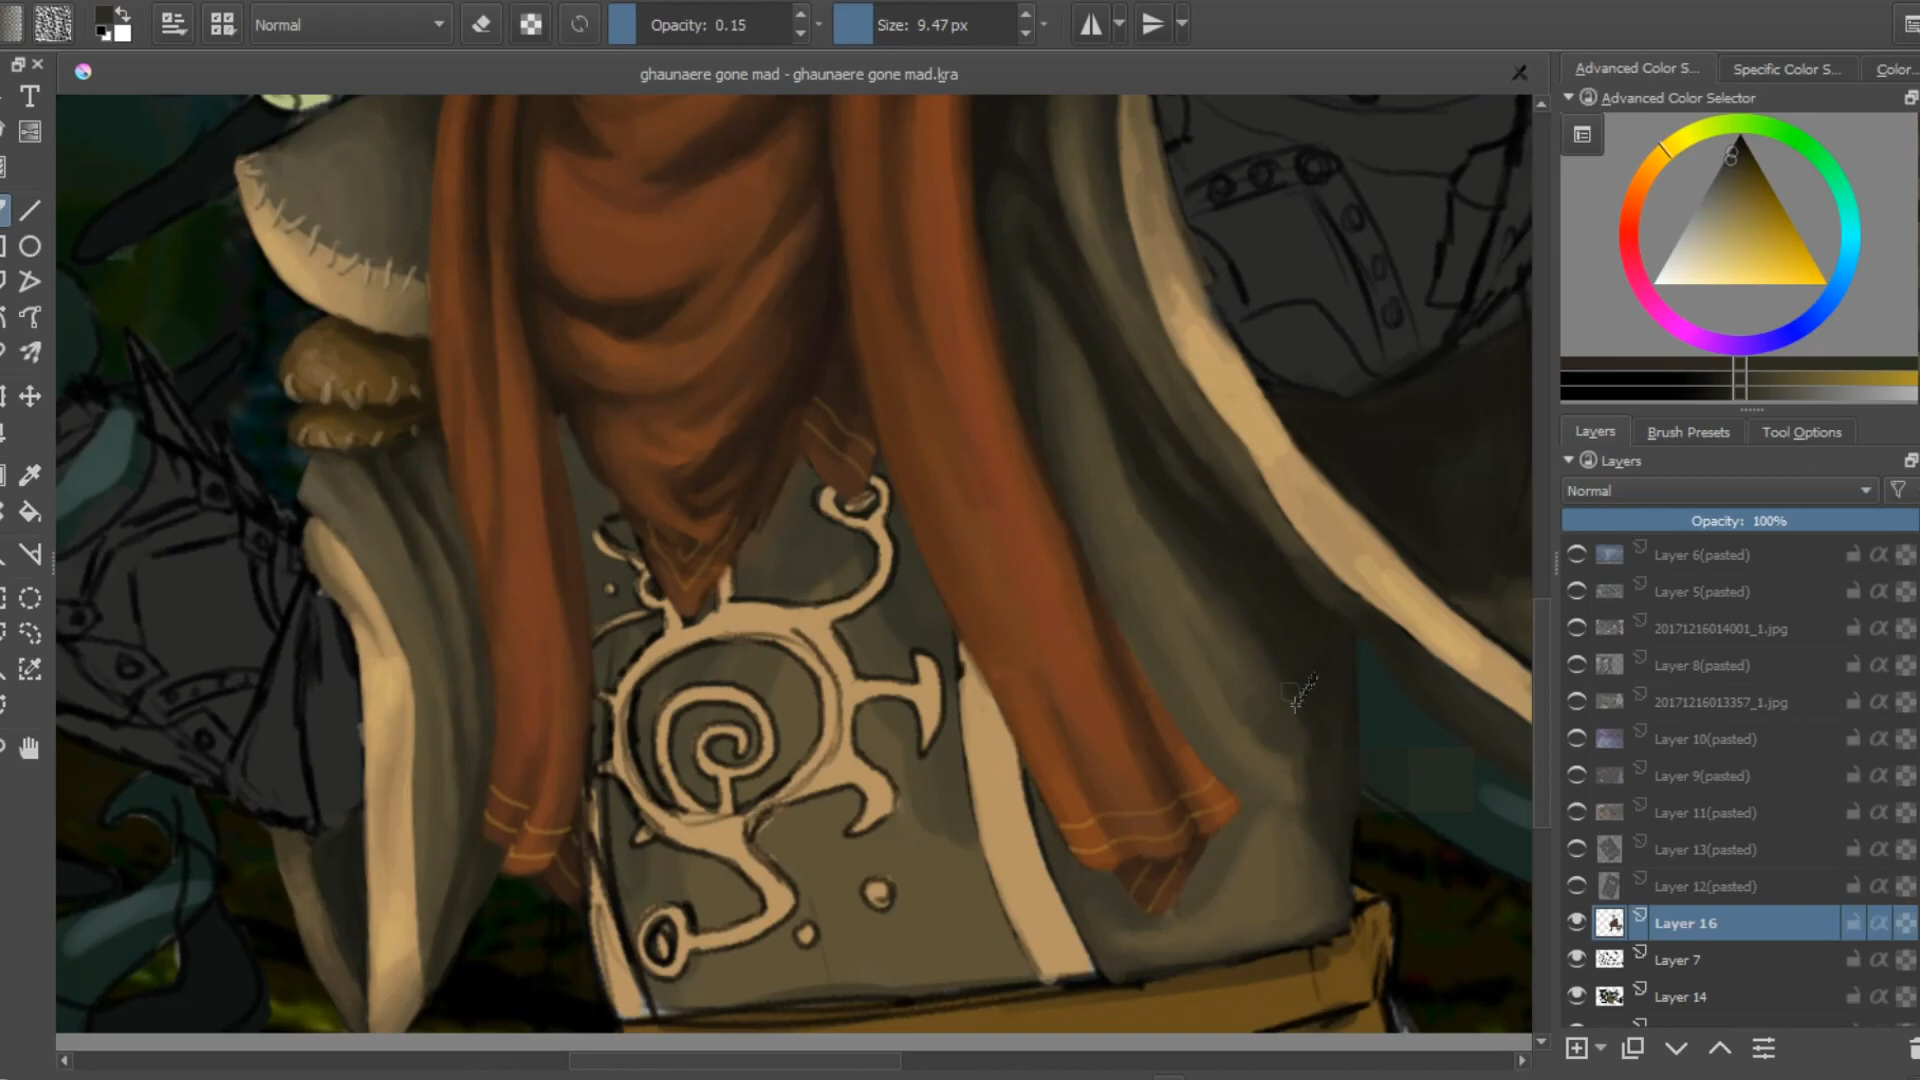 Normal
Opacity: 0.15
Size: 9.47 px
ghaunaere gone mad - ghaunaere gone mad.kra
Advanced Color S...
Specific Color S...
Color...
Advanced Color Selector
Layers
Brush Presets
Tool Options
Layers
Normal
Opacity: 100%
Layer 6(pasted)
Layer 5(pasted)
20171216014001_1.jpg
Layer 8(pasted)
20171216013357_1.jpg
Layer 10(pasted)
Layer 9(pasted)
Layer 11(pasted)
Layer 13(pasted)
Layer 12(pasted)
Layer 16
Layer 7
Layer 14